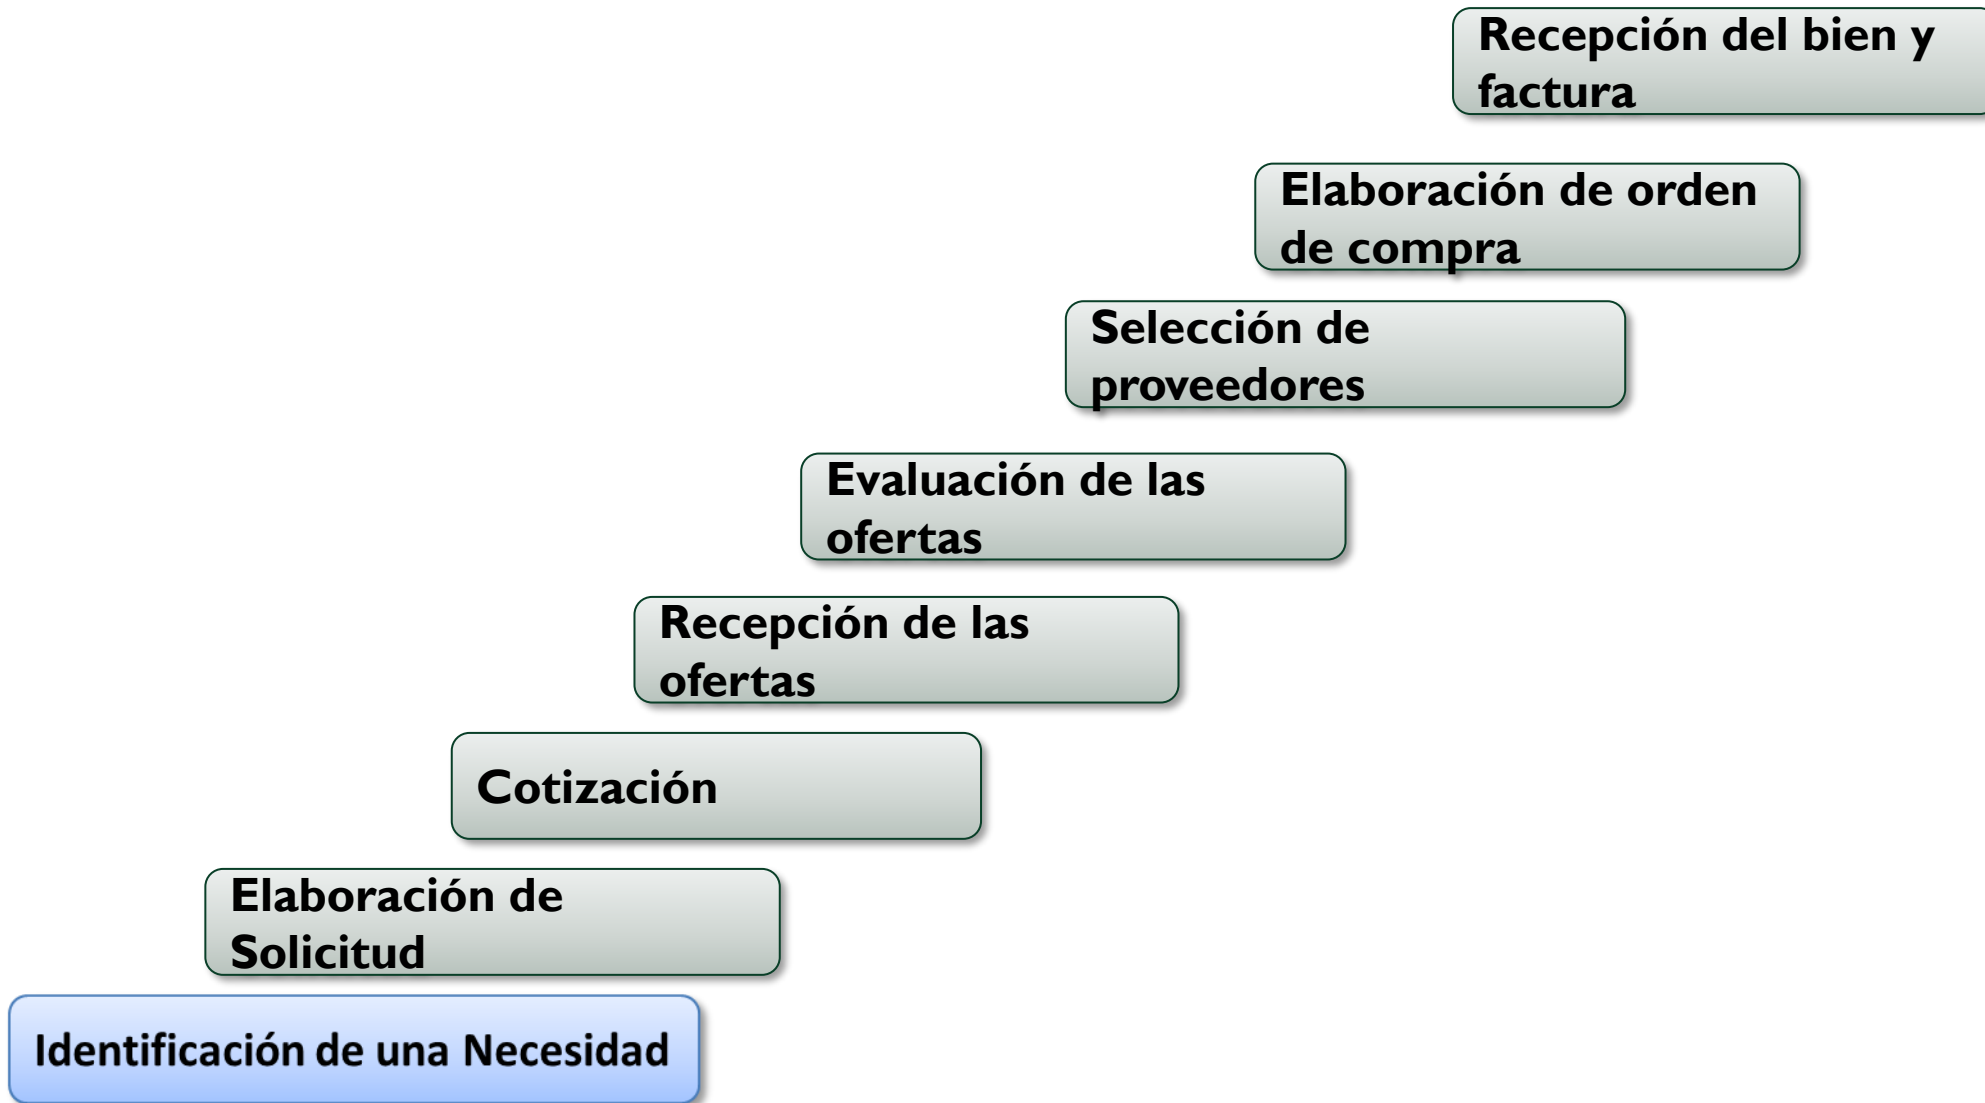 Recepción del bien y
factura
Elaboración de orden
de compra
Selección de
proveedores
Evaluación de las
ofertas
Recepción de las
ofertas
Cotización
Elaboración de
Solicitud
Identificación de una Necesidad